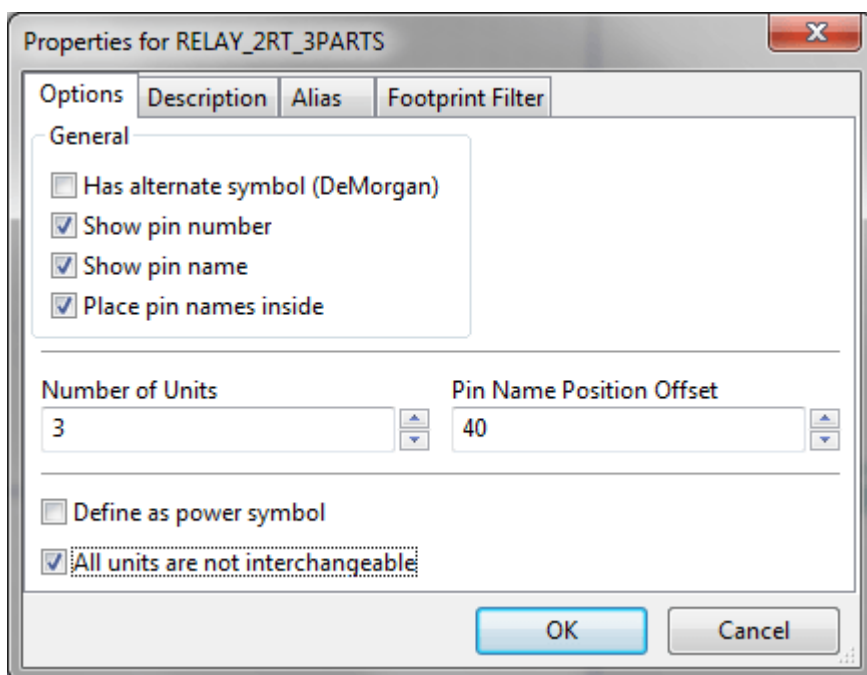 Properties for RELAY_2RT_3PARTS
Options Description Alias Footprint Filter
General
Has alternate symbol (DeMorgan)
Show pin number
Show pin name
Place pin names inside
Number of Units Pin Name Position Offset
3 40
Define as power symbol
All units are not interchangeable
OK Cancel